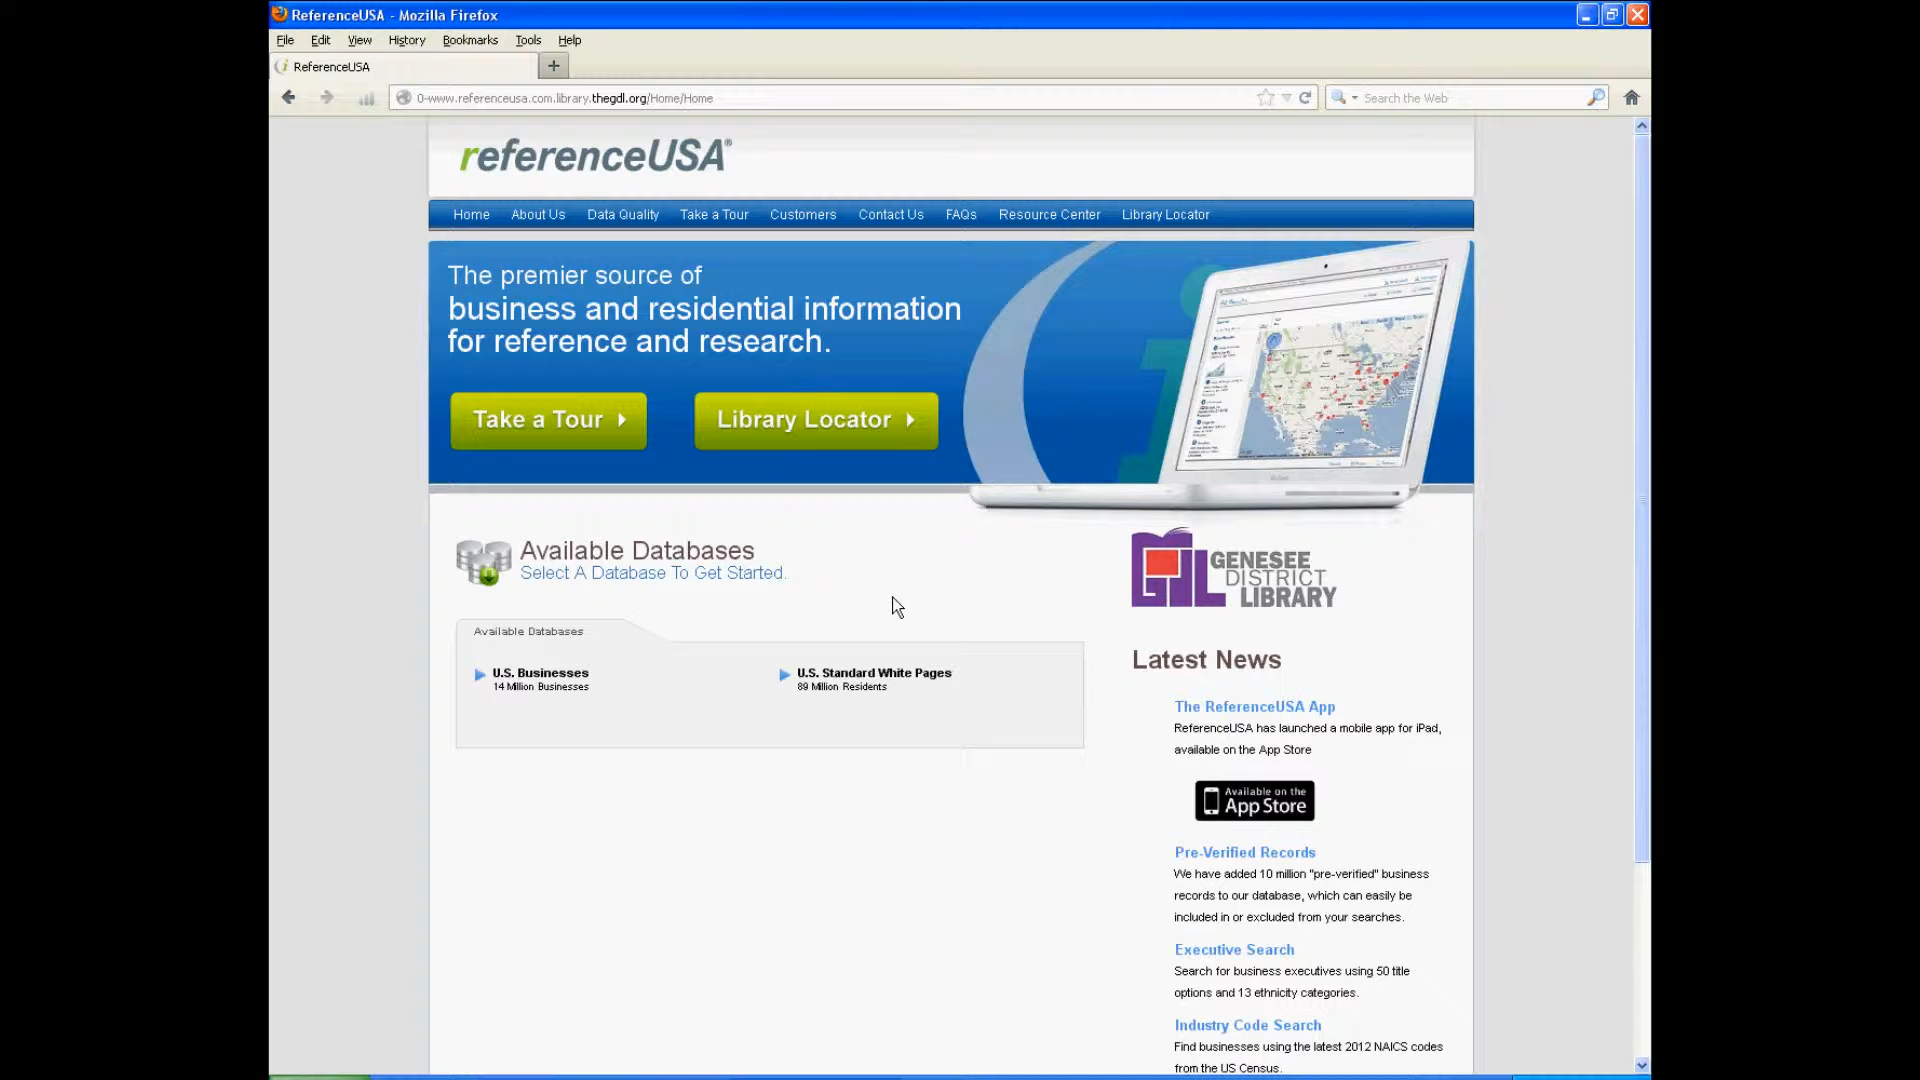 ReferenceUSA - Mozilla Firefox
File Edit View History Bookmarks Tools Help
ReferenceUSA
0-www.referenceusa.com.library.thegdl.org/Home/Home
Search the Web
referenceUSA®
Home About Us Data Quality Take a Tour Customers Contact Us FAQs Resource Center Library Locator
The premier source of
business and residential information
for reference and research.
Take a Tour
Library Locator
Available Databases
Select A Database To Get Started.
Available Databases
U.S. Businesses
14 Million Businesses
U.S. Standard White Pages
89 Million Residents
GENESEE
DISTRICT
LIBRARY
Latest News
The ReferenceUSA App
ReferenceUSA has launched a mobile app for iPad,
available on the App Store
Available on the
App Store
Pre-Verified Records
We have added 10 million "pre-verified" business
records to our database, which can easily be
included in or excluded from your searches.
Executive Search
Search for business executives using 50 title
options and 13 ethnicity categories.
Industry Code Search
Find businesses using the latest 2012 NAICS codes
from the US Census.